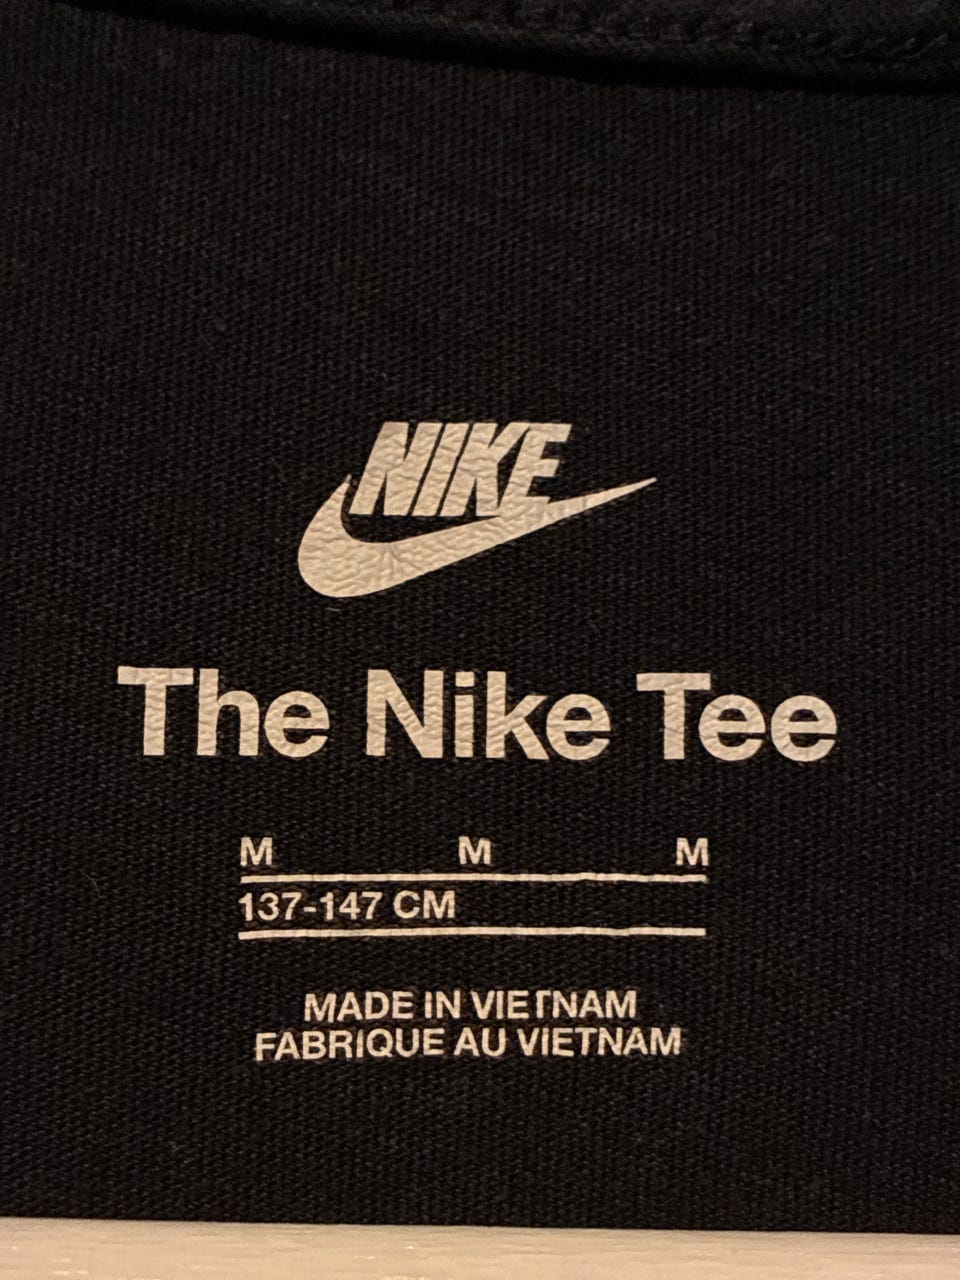 NIKE
The Nike Tee
M M M
137-147 CM
MADE IN VIETNAM
FABRIQUE AU VIETNAM